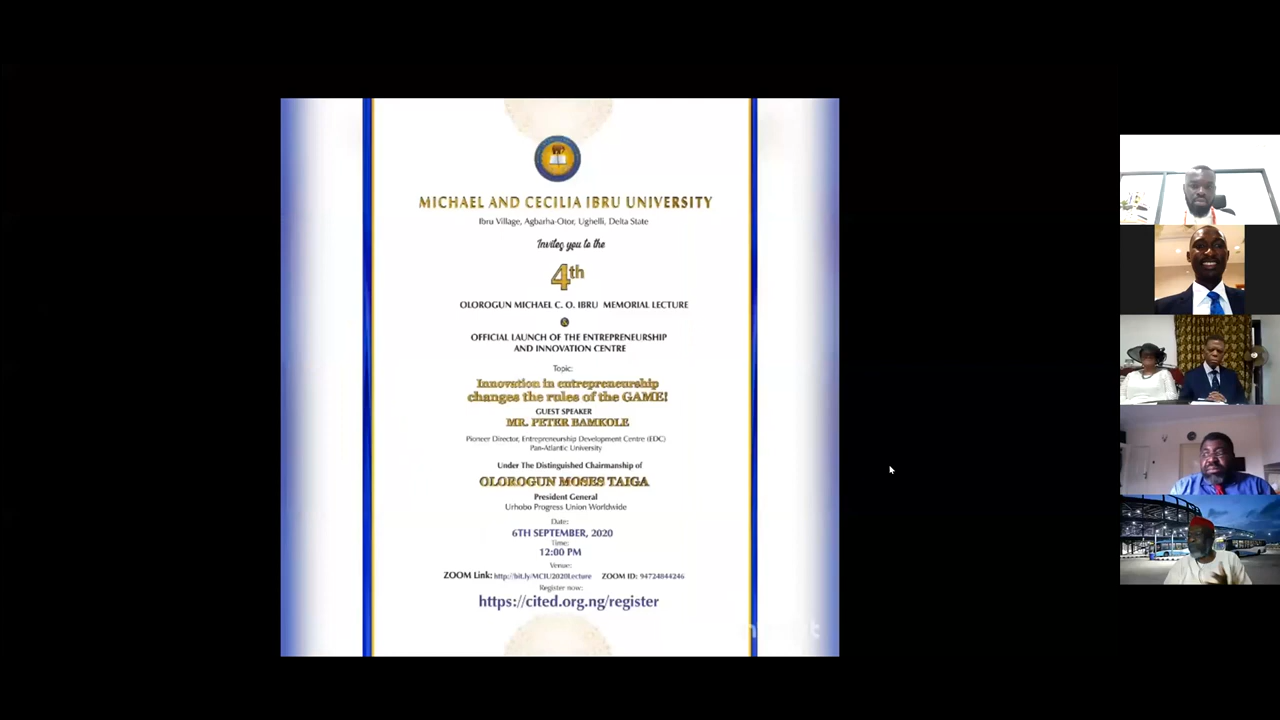 MICHAEL AND CECILIA IBRU UNIVERSITY
Ibru Village, Agbarha-Otor, Ughelli, Delta State
Invites you to the
4th
OLOROGUN MICHAEL C. O. IBRU MEMORIAL LECTURE
&
OFFICIAL LAUNCH OF THE ENTREPRENEURSHIP
AND INNOVATION CENTRE
Topic:
Innovation in entrepreneurship
changes the rules of the GAME!
GUEST SPEAKER
MR. PETER BAMKOLE
Pioneer Director, Entrepreneurship Development Centre (EDC)
Pan-Atlantic University
Under The Distinguished Chairmanship of
OLOROGUN MOSES TAIGA
President General
Urhobo Progress Union Worldwide
Date:
6TH SEPTEMBER, 2020
Time:
12:00 PM
Venue:
ZOOM Link: http://bit.ly/MCIU2020Lecture ZOOM ID: 94724844246
Register now:
https://cited.org.ng/register